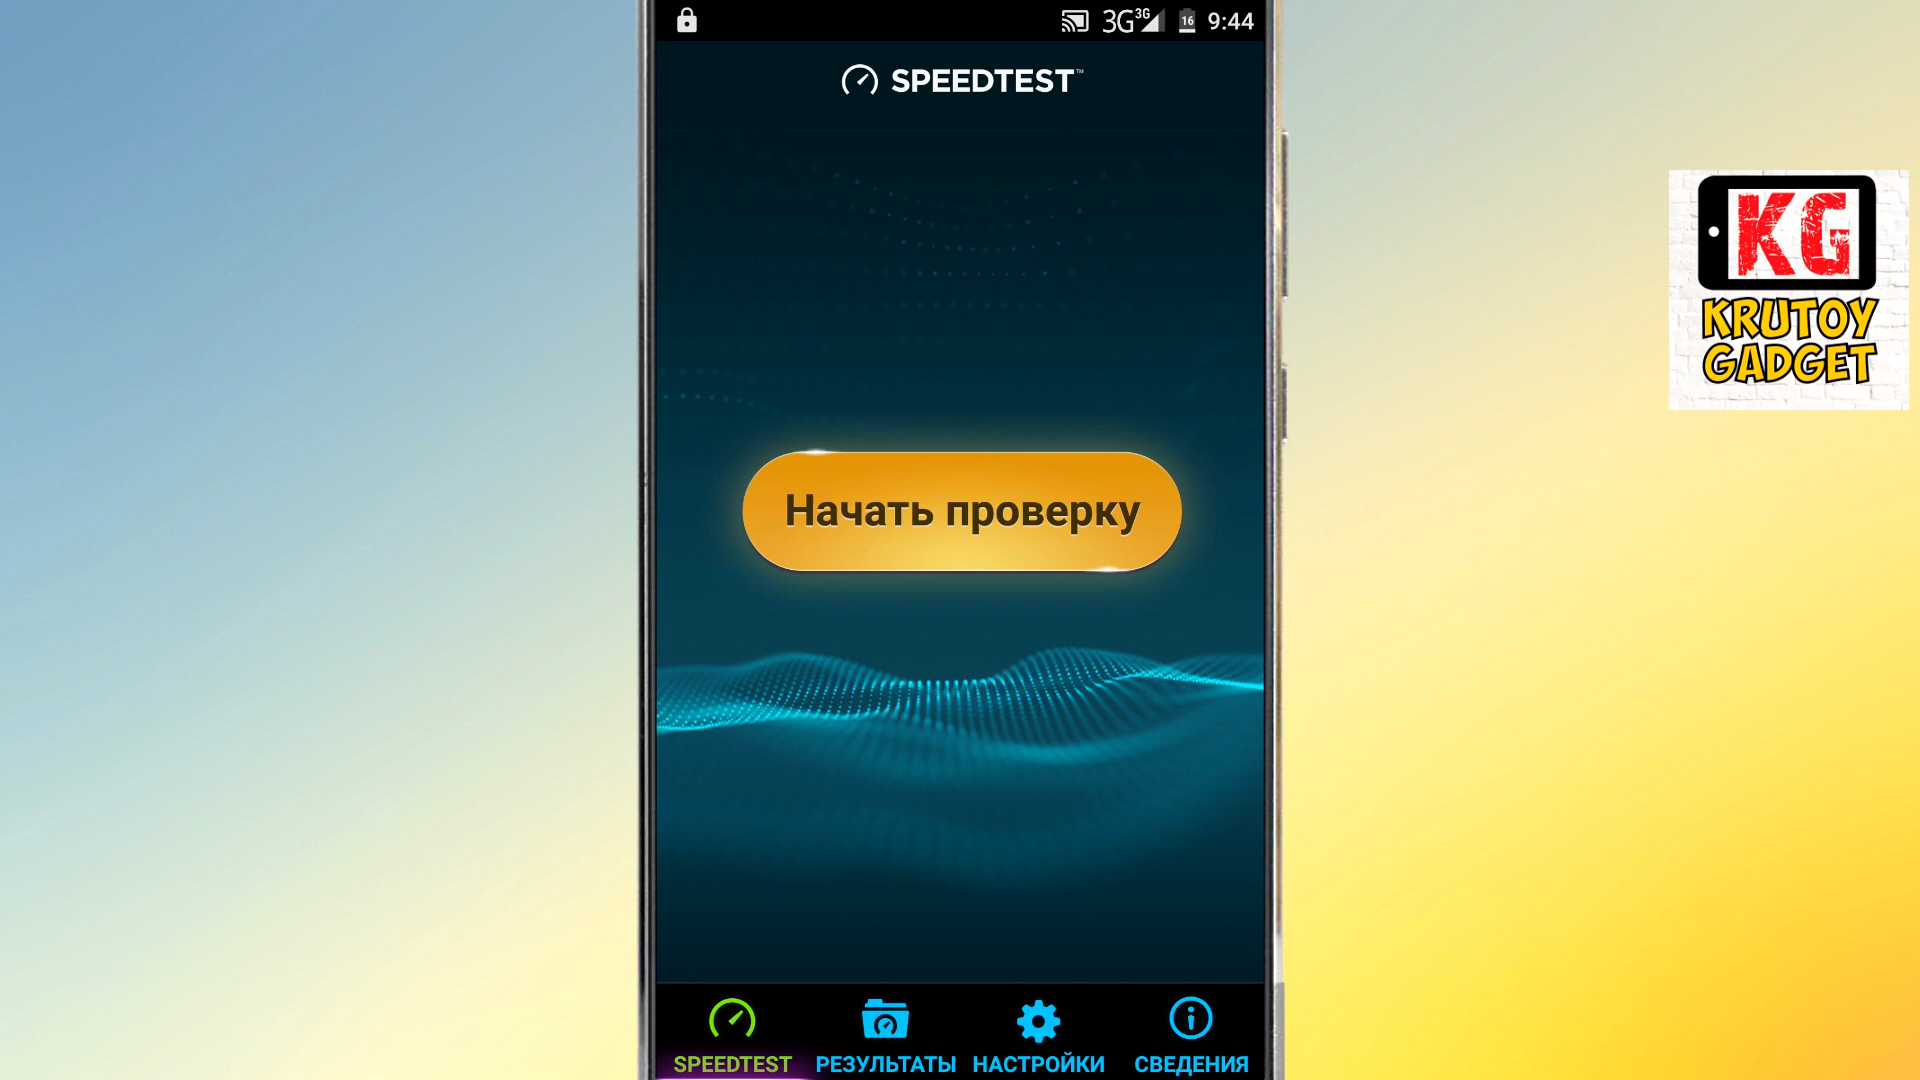 3G 3G 16 9:44
SPEEDTEST™
KG
KRUTOY
GADGET
Начать проверку
SPEEDTEST РЕЗУЛЬТАТЫ НАСТРОЙКИ СВЕДЕНИЯ